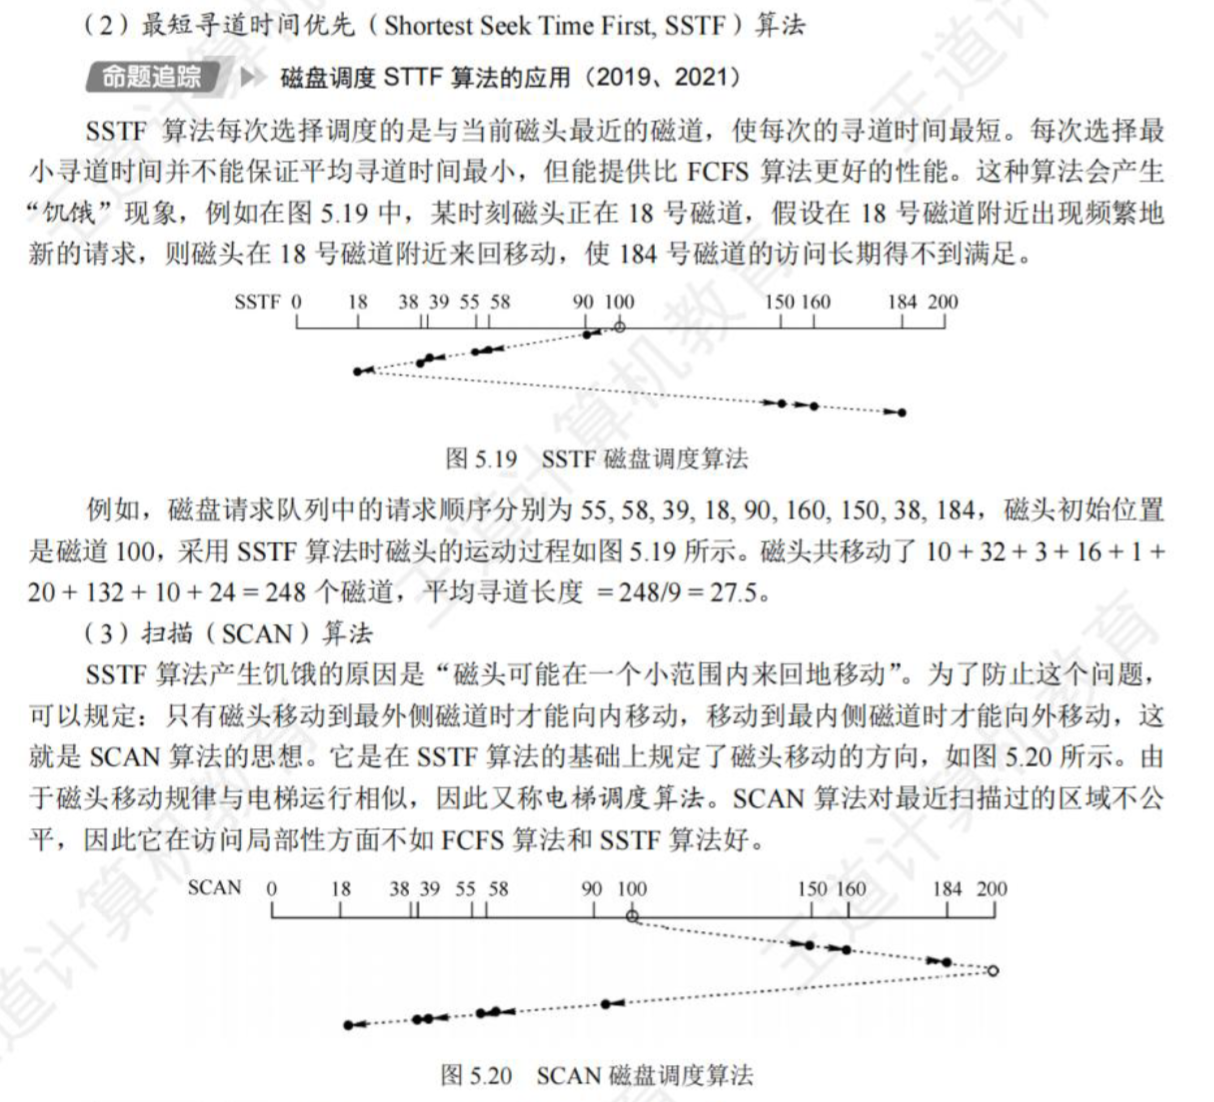 （2）最短寻道时间优先（Shortest Seek Time First, SSTF）算法
命题追踪 磁盘调度 STTF 算法的应用（2019、2021）
SSTF 算法每次选择调度的是与当前磁头最近的磁道，使每次的寻道时间最短。每次选择最
小寻道时间并不能保证平均寻道时间最小，但能提供比 FCFS 算法更好的性能。这种算法会产生
“饥饿”现象，例如在图 5.19 中，某时刻磁头正在 18 号磁道，假设在 18 号磁道附近出现频繁地
新的请求，则磁头在 18 号磁道附近来回移动，使 184 号磁道的访问长期得不到满足。
SSTF 0 18 38 39 55 58 90 100 150 160 184 200
图 5.19 SSTF 磁盘调度算法
例如，磁盘请求队列中的请求顺序分别为 55, 58, 39, 18, 90, 160, 150, 38, 184，磁头初始位置
是磁道 100，采用 SSTF 算法时磁头的运动过程如图 5.19 所示。磁头共移动了 10 + 32 + 3 + 16 + 1 +
20 + 132 + 10 + 24 = 248 个磁道，平均寻道长度 = 248/9 = 27.5。
（3）扫描（SCAN）算法
SSTF 算法产生饥饿的原因是“磁头可能在一个小范围内来回地移动”。为了防止这个问题，
可以规定：只有磁头移动到最外侧磁道时才能向内移动，移动到最内侧磁道时才能向外移动，这
就是 SCAN 算法的思想。它是在 SSTF 算法的基础上规定了磁头移动的方向，如图 5.20 所示。由
于磁头移动规律与电梯运行相似，因此又称电梯调度算法。SCAN 算法对最近扫描过的区域不公
平，因此它在访问局部性方面不如 FCFS 算法和 SSTF 算法好。
SCAN 0 18 38 39 55 58 90 100 150 160 184 200
图 5.20 SCAN 磁盘调度算法